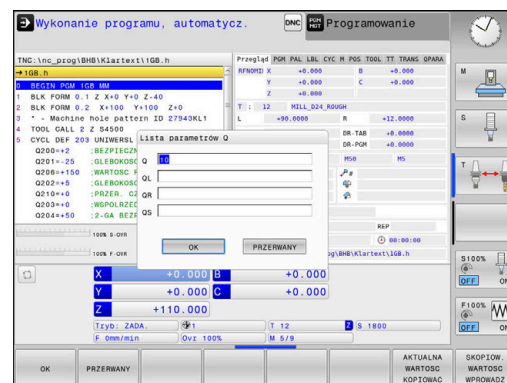 Wykonanie programu, automatycz.
DNC
PGM MGT
Programowanie
TNC:\nc_prog\BHB\Klartext\1GB.h
→1GB.h
0 BEGIN PGM 1GB MM
1 BLK FORM 0.1 Z X+0 Y+0 Z-40
2 BLK FORM 0.2 X+100 Y+100 Z+0
3 * - Machine hole pattern ID 27943KL1
4 TOOL CALL 2 Z S4500
5 CYCL DEF 203 UNIWERSL
Q200=+2 ;BEZPIECZN
Q201=-25 ;GLEBOKOSC
Q206=+150 ;WARTOSC P
Q202=+5 ;GLEBOKOSC
Q210=+0 ;PRZER. CZ
Q203=+0 ;WSPOLRZED
Q204=+50 ;2-GA BEZP
100% S-OVR
100% F-OVR
Przegląd PGM PAL LBL CYC M POS TOOL TT TRANS QPARA
RFNOMI X +0.000 B +0.000
Y +0.000 C +0.000
Z +0.000
T : 12 MILL_D24_ROUGH
L +90.0000 R +12.0000
DR-TAB +0.0000
DR-PGM +0.0000
M50 M5
REP
00:00:00
og\BHB\Klartext\1GB.h
Lista parametrów Q
Q 10
QL
QR
QS
OK
PRZERWANY
X +0.000 B +0.000
Y +0.000 C +0.000
Z +110.000
Tryb: ZADA. 1 T 12 Z S 1800
F 0mm/min Ovr 100% M 5/9
M
S
T
S100%
OFF ON
F100%
OFF ON
OK
PRZERWANY
AKTUALNA WARTOSC KOPIOWAC
SKOPIOW. WARTOSC WPROWADZ